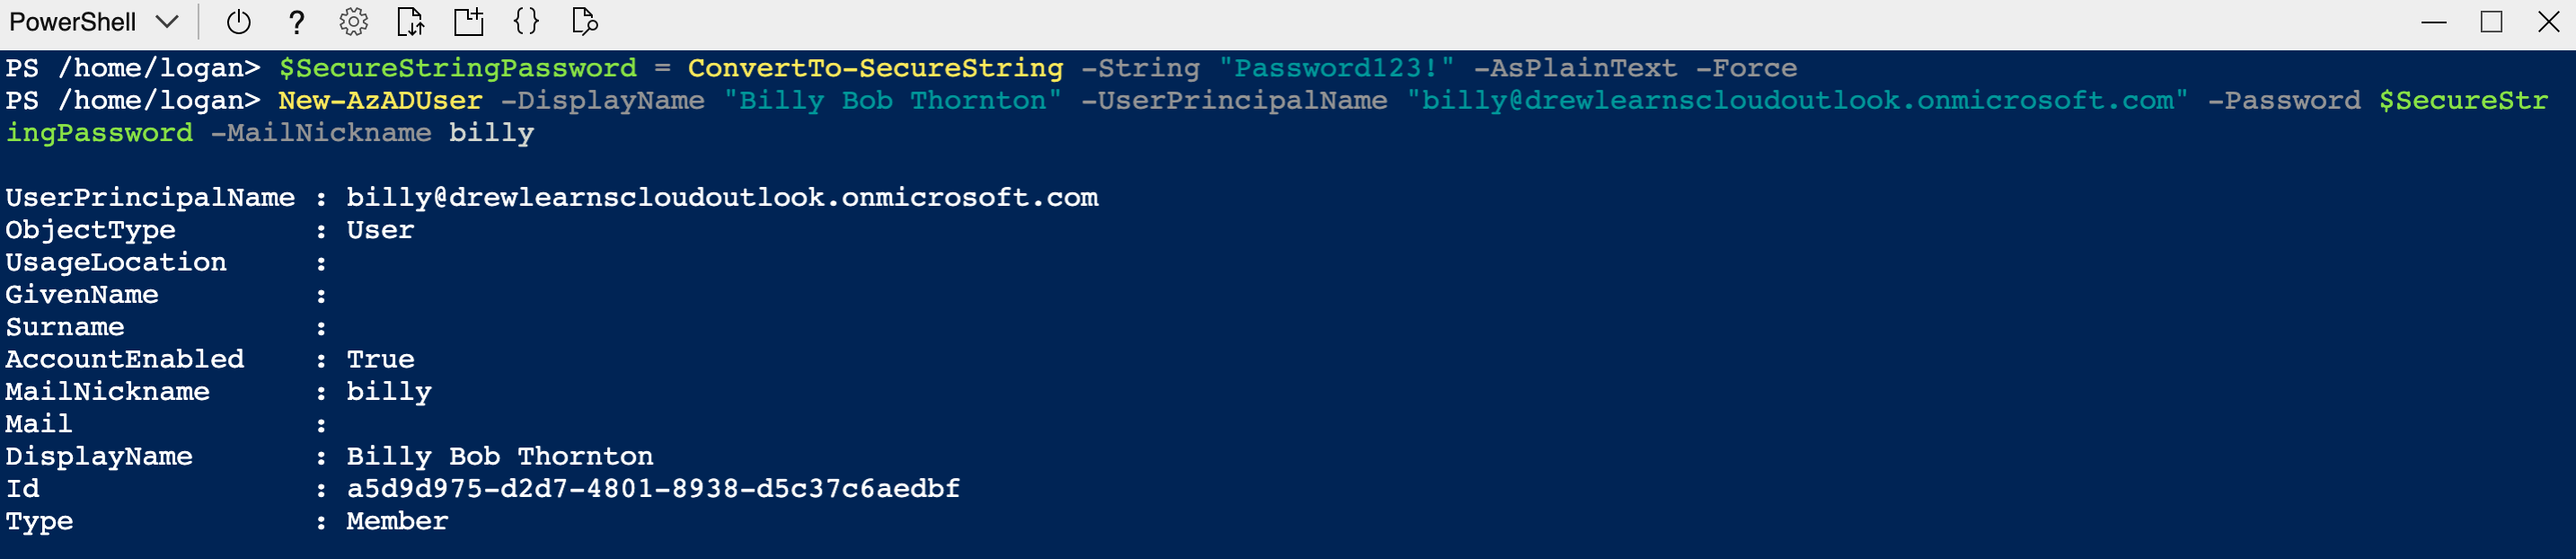 PowerShell
PS /home/logan> $SecureStringPassword = ConvertTo-SecureString -String "Password123!" -AsPlainText -Force
PS /home/logan> New-AzADUser -DisplayName "Billy Bob Thornton" -UserPrincipalName "billy@drewlearnscloudoutlook.onmicrosoft.com" -Password $SecureStr
ingPassword -MailNickname billy
UserPrincipalName : billy@drewlearnscloudoutlook.onmicrosoft.com
ObjectType : User
UsageLocation :
GivenName :
Surname :
AccountEnabled : True
MailNickname : billy
Mail :
DisplayName : Billy Bob Thornton
Id : a5d9d975-d2d7-4801-8938-d5c37c6aedbf
Type : Member